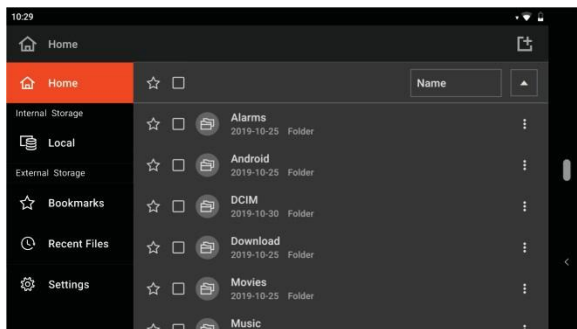 10:29
Home
Home
Name
Internal Storage
Local
External Storage
Bookmarks
Recent Files
Settings
Alarms
2019-10-25 Folder
Android
2019-10-25 Folder
DCIM
2019-10-30 Folder
Download
2019-10-25 Folder
Movies
2019-10-25 Folder
Music